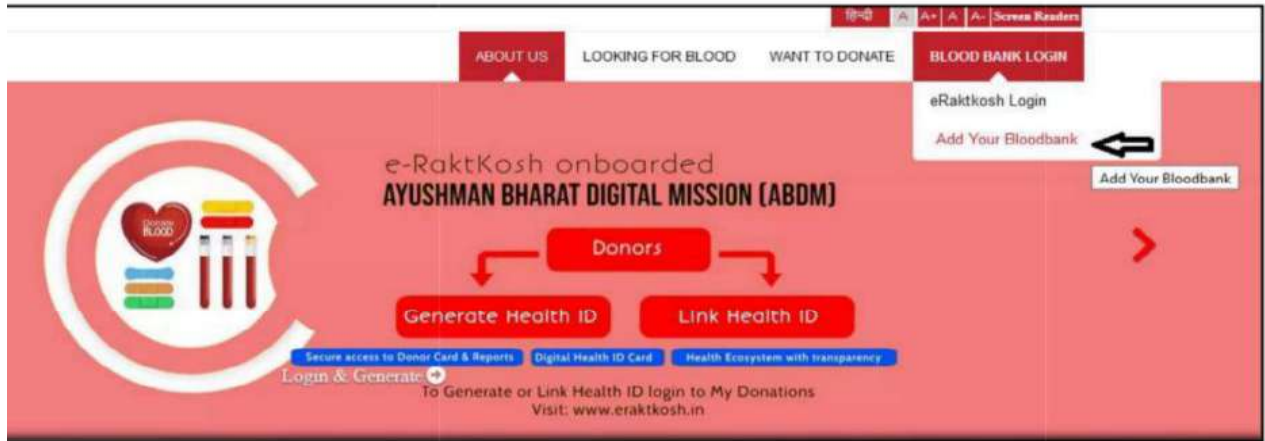 हिन्दी A A+ A A- Screen Readers
ABOUT US LOOKING FOR BLOOD WANT TO DONATE BLOOD BANK LOGIN
eRaktkosh Login
Add Your Bloodbank
Add Your Bloodbank
e-RaktKosh onboarded
AYUSHMAN BHARAT DIGITAL MISSION (ABDM)
Donate
BLOOD
Donors
Generate Health ID Link Health ID
Secure access to Donor Card & Reports Digital Health ID Card Health Ecosystem with transparency
Login & Generate
To Generate or Link Health ID login to My Donations
Visit: www.eraktkosh.in